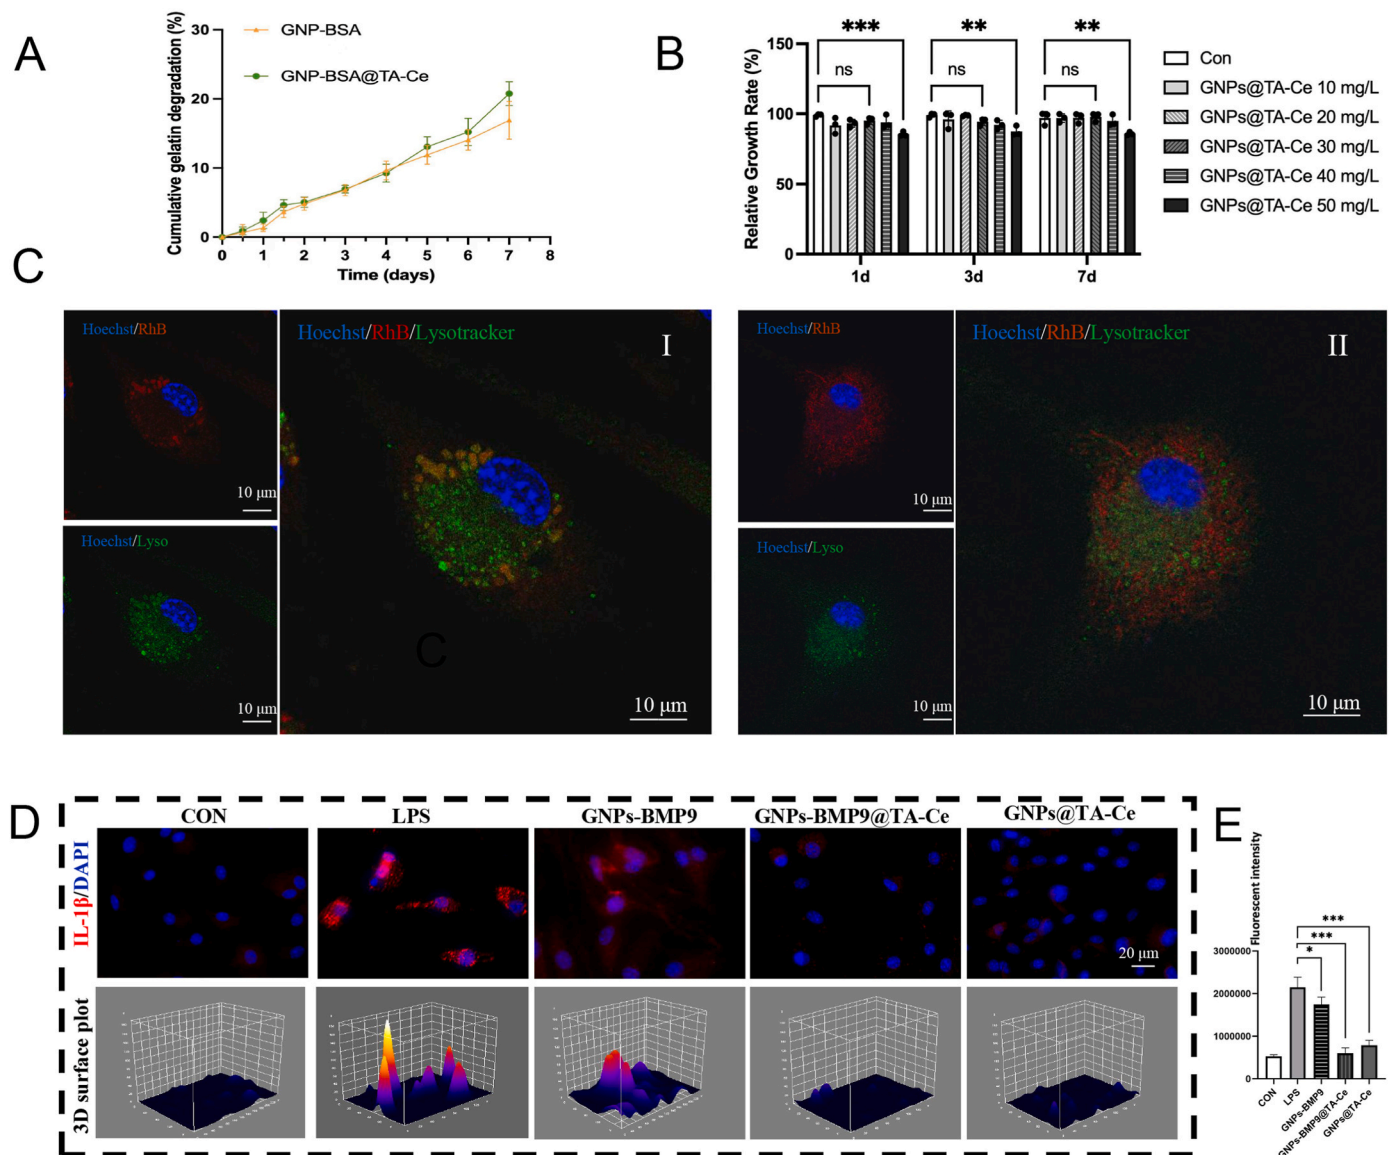 A
Cumulative gelatin degradation (%)
30
20
10
0
GNP-BSA
GNP-BSA@TA-Ce
0 1 2 3 4 5 6 7 8
Time (days)
B
Relative Growth Rate (%)
150
100
50
0
*** ** **
ns ns ns
1d 3d 7d
Con
GNPs@TA-Ce 10 mg/L
GNPs@TA-Ce 20 mg/L
GNPs@TA-Ce 30 mg/L
GNPs@TA-Ce 40 mg/L
GNPs@TA-Ce 50 mg/L
C
Hoechst/RhB
10 μm
Hoechst/Lyso
10 μm
Hoechst/RhB/Lysotracker
I
C
10 μm
Hoechst/RhB
10 μm
Hoechst/Lyso
10 μm
Hoechst/RhB/Lysotracker
II
10 μm
D
CON LPS GNPs-BMP9 GNPs-BMP9@TA-Ce GNPs@TA-Ce
IL-1β/DAPI
20 μm
3D surface plot
E
Fluorescent intensity
3000000
2000000
1000000
0
***
***
*
CON
LPS
GNPs-BMP9
GNPs-BMP9@TA-Ce
GNPs@TA-Ce